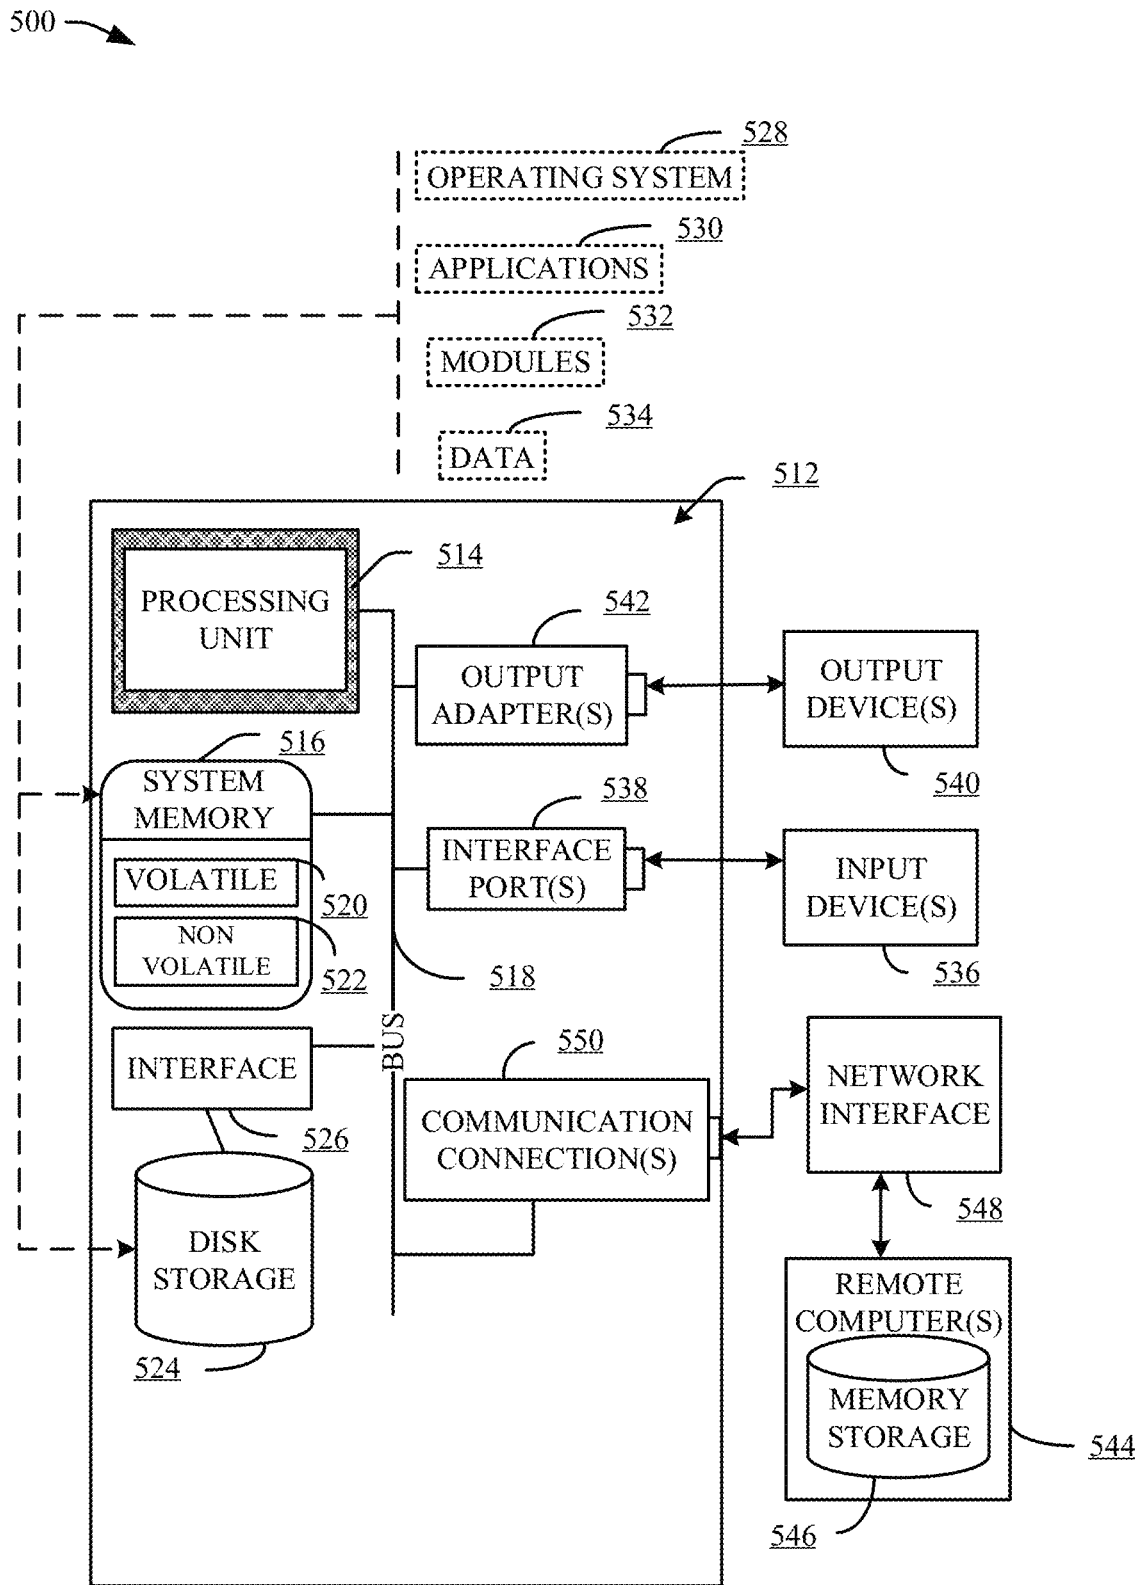 500
528
OPERATING SYSTEM
530
APPLICATIONS
532
MODULES
534
DATA
512
514
PROCESSING
UNIT
542
OUTPUT
ADAPTER(S)
OUTPUT
DEVICE(S)
540
516
SYSTEM
MEMORY
538
INTERFACE
PORT(S)
INPUT
DEVICE(S)
536
VOLATILE
520
NON
VOLATILE
522
518
BUS
INTERFACE
526
550
COMMUNICATION
CONNECTION(S)
NETWORK
INTERFACE
548
DISK
STORAGE
524
REMOTE
COMPUTER(S)
MEMORY
STORAGE
544
546